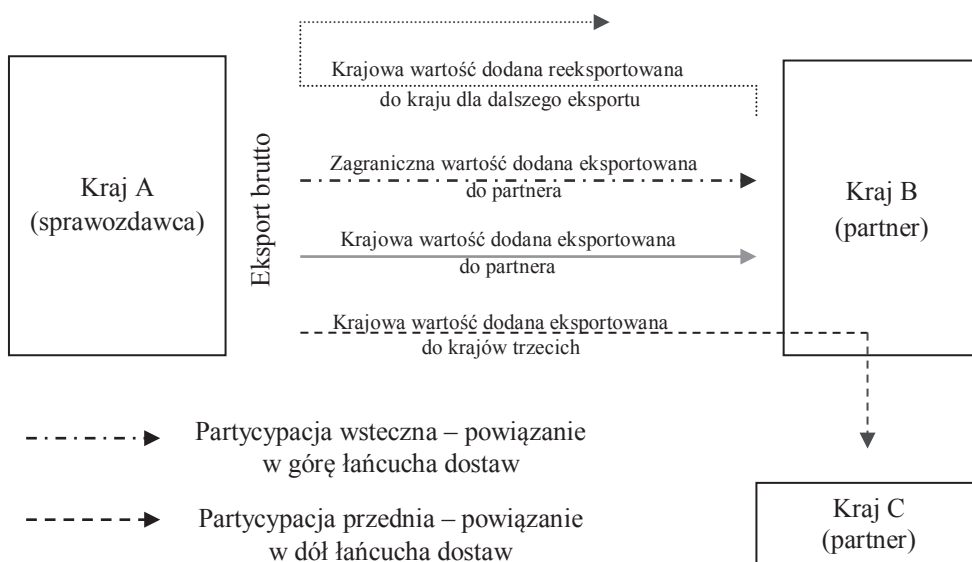 Krajowa wartość dodana reeksportowana
do kraju dla dalszego eksportu
Kraj A
(sprawozdawca)
Eksport brutto
Zagraniczna wartość dodana eksportowana
do partnera
Krajowa wartość dodana eksportowana
do partnera
Krajowa wartość dodana eksportowana
do krajów trzecich
Kraj B
(partner)
Partycypacja wsteczna – powiązanie
w górę łańcucha dostaw
Partycypacja przednia – powiązanie
w dół łańcucha dostaw
Kraj C
(partner)